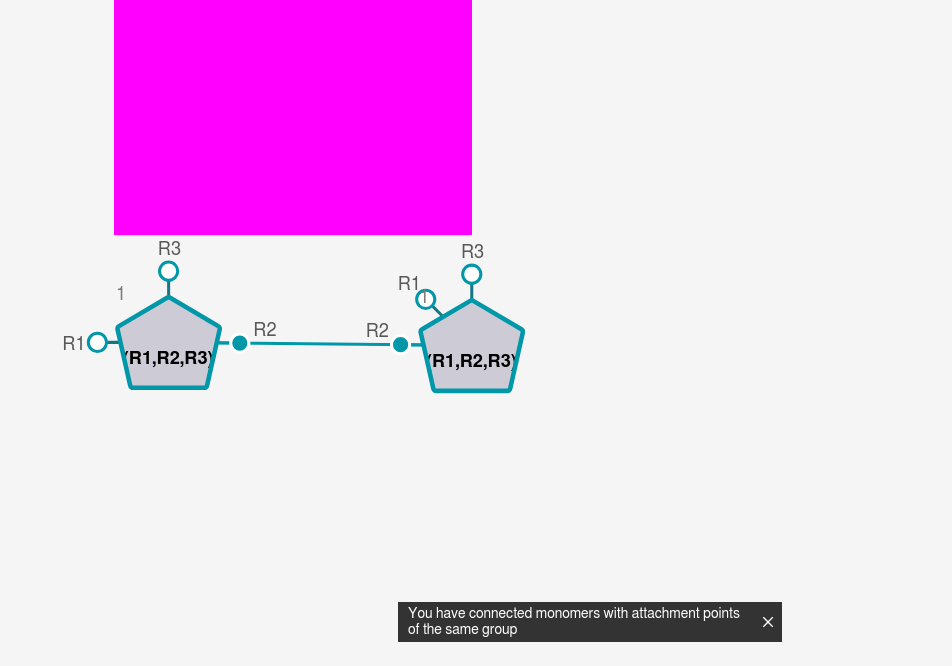 R3
R3
1
R1
1
R1
R2
R2
(R1,R2,R3)
(R1,R2,R3)
You have connected monomers with attachment points
of the same group